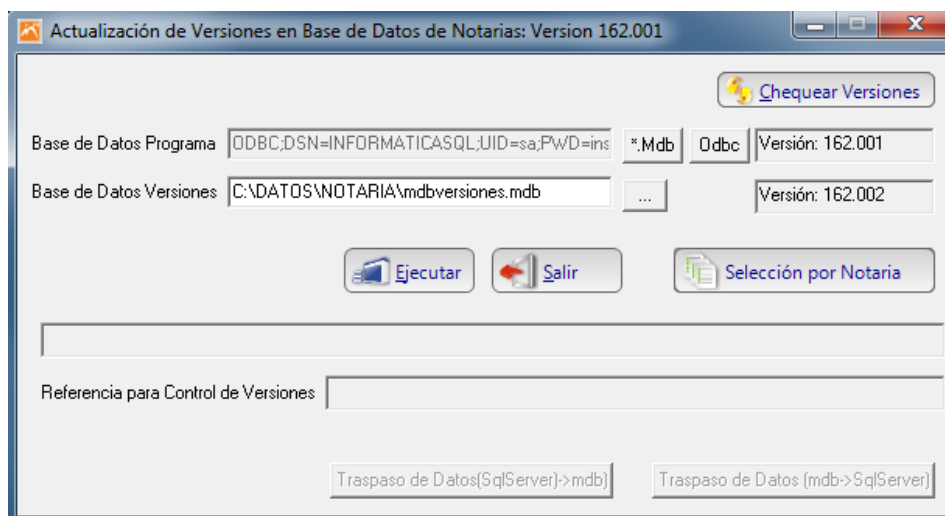 Actualización de Versiones en Base de Datos de Notarias: Version 162.001
Chequear Versiones
Base de Datos Programa ODBC;DSN=INFORMATICASQL;UID=sa;PWD=ins *.Mdb Odbc Versión: 162.001
Base de Datos Versiones C:\DATOS\NOTARIA\mdbversiones.mdb ... Versión: 162.002
Ejecutar Salir Selección por Notaria
Referencia para Control de Versiones
Traspaso de Datos(SqlServer)->mdb) Traspaso de Datos (mdb->SqlServer)